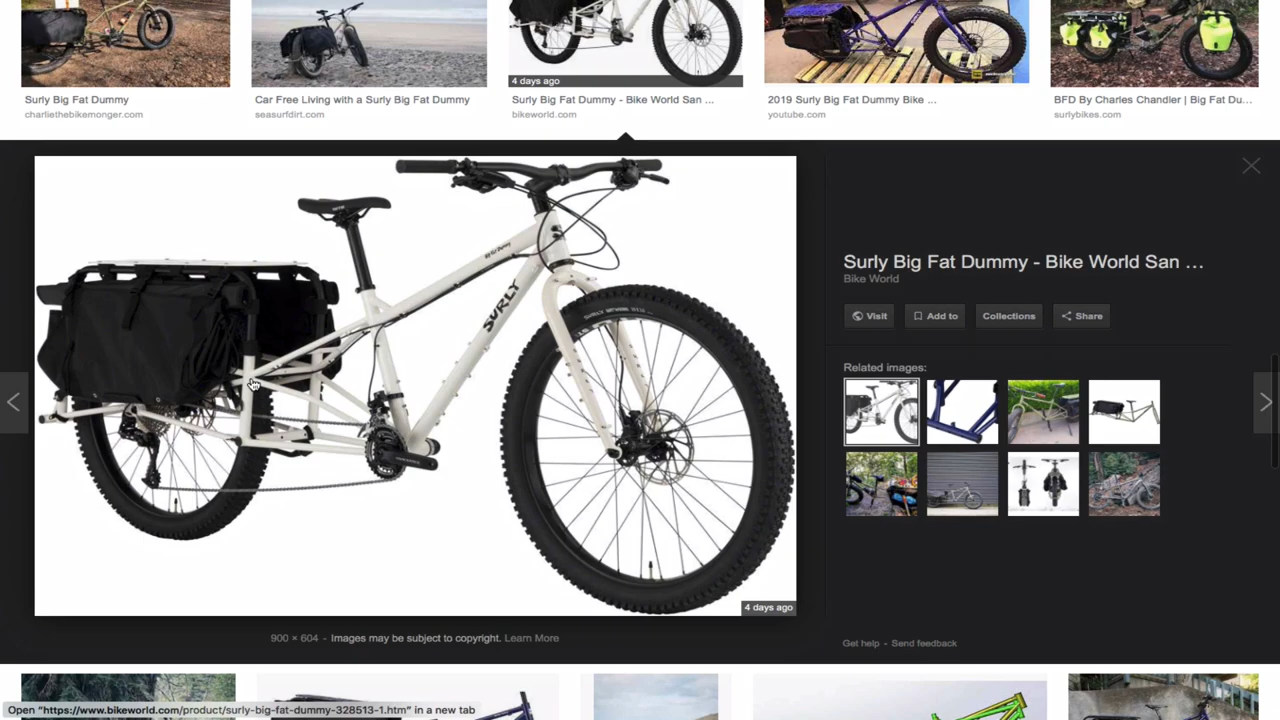 4 days ago
Surly Big Fat Dummy
charliethebikemonger.com
Car Free Living with a Surly Big Fat Dummy
seasurfdirt.com
Surly Big Fat Dummy - Bike World San ...
bikeworld.com
2019 Surly Big Fat Dummy Bike ...
youtube.com
BFD By Charles Chandler | Big Fat Du...
surlybikes.com
SURLY
Surly Big Fat Dummy - Bike World San ...
Bike World
Visit
Add to
Collections
Share
Related images:
4 days ago
900 × 604 - Images may be subject to copyright. Learn More
Get help - Send feedback
Open "https://www.bikeworld.com/product/surly-big-fat-dummy-328513-1.htm" in a new tab